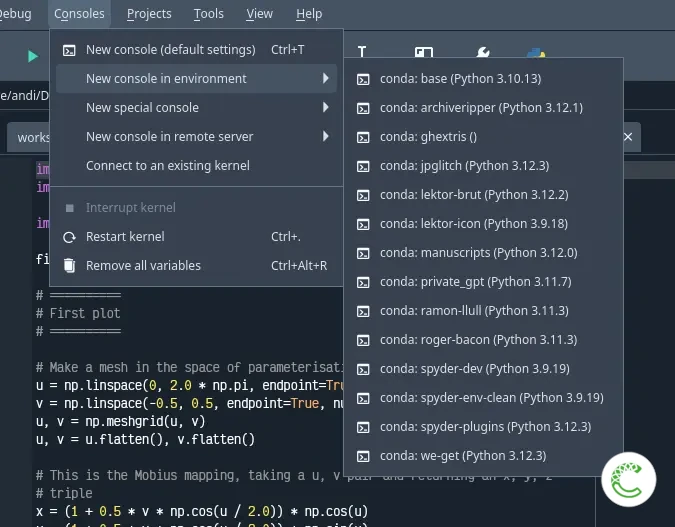 Debug Consoles Projects Tools View Help
New console (default settings) Ctrl+T
New console in environment
New special console
New console in remote server
Connect to an existing kernel
Interrupt kernel
Restart kernel Ctrl+.
Remove all variables Ctrl+Alt+R
conda: base (Python 3.10.13)
conda: archiveripper (Python 3.12.1)
conda: ghextris ()
conda: jpglitch (Python 3.12.3)
conda: lektor-brut (Python 3.12.2)
conda: lektor-icon (Python 3.9.18)
conda: manuscripts (Python 3.12.0)
conda: private_gpt (Python 3.11.7)
conda: ramon-llull (Python 3.11.3)
conda: roger-bacon (Python 3.11.3)
conda: spyder-dev (Python 3.9.19)
conda: spyder-env-clean (Python 3.9.19)
conda: spyder-plugins (Python 3.12.3)
conda: we-get (Python 3.12.3)
e/andi/D
works
im
im
im
fi
# ==========
# First plot
# ==========
# Make a mesh in the space of parameterisati
u = np.linspace(0, 2.0 * np.pi, endpoint=Tru
v = np.linspace(-0.5, 0.5, endpoint=True, nu
u, v = np.meshgrid(u, v)
u, v = u.flatten(), v.flatten()
# This is the Mobius mapping, taking a u, v pair and returning an x, y, z
# triple
x = (1 + 0.5 * v * np.cos(u / 2.0)) * np.cos(u)